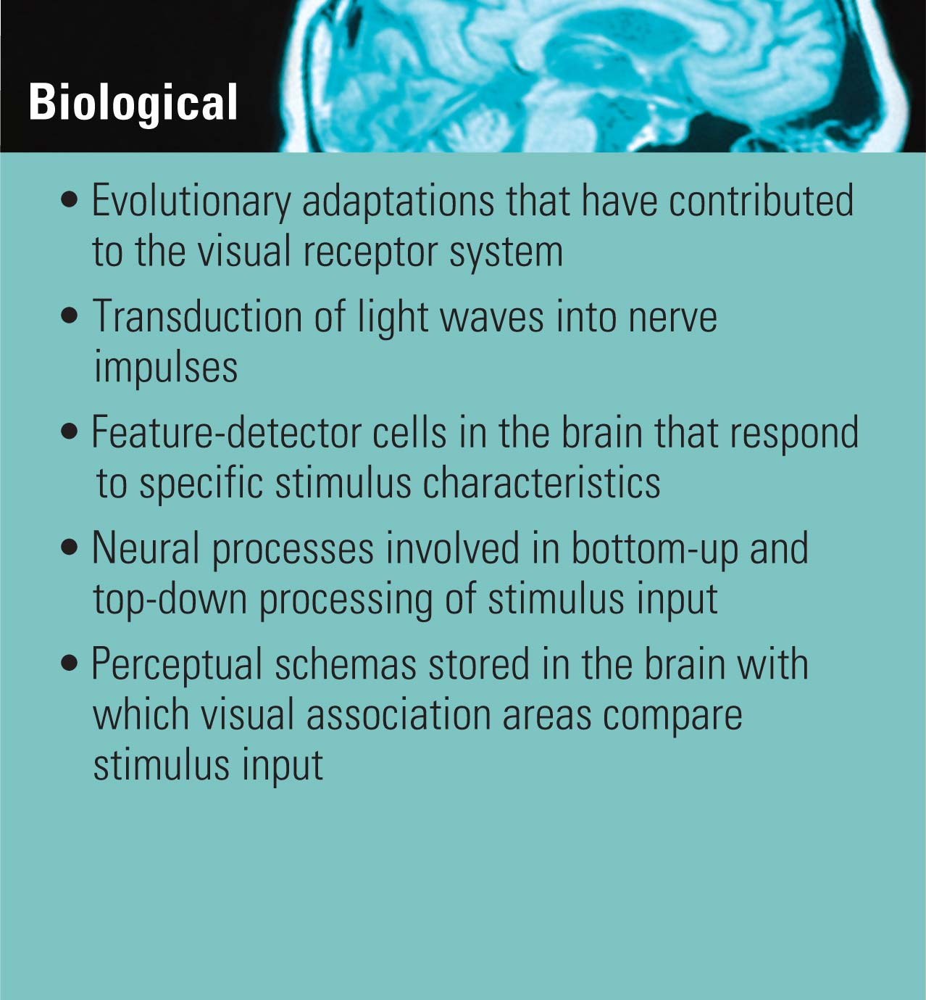 Biological
• Evolutionary adaptations that have contributed
to the visual receptor system
• Transduction of light waves into nerve
impulses
• Feature-detector cells in the brain that respond
to specific stimulus characteristics
• Neural processes involved in bottom-up and
top-down processing of stimulus input
• Perceptual schemas stored in the brain with
which visual association areas compare
stimulus input